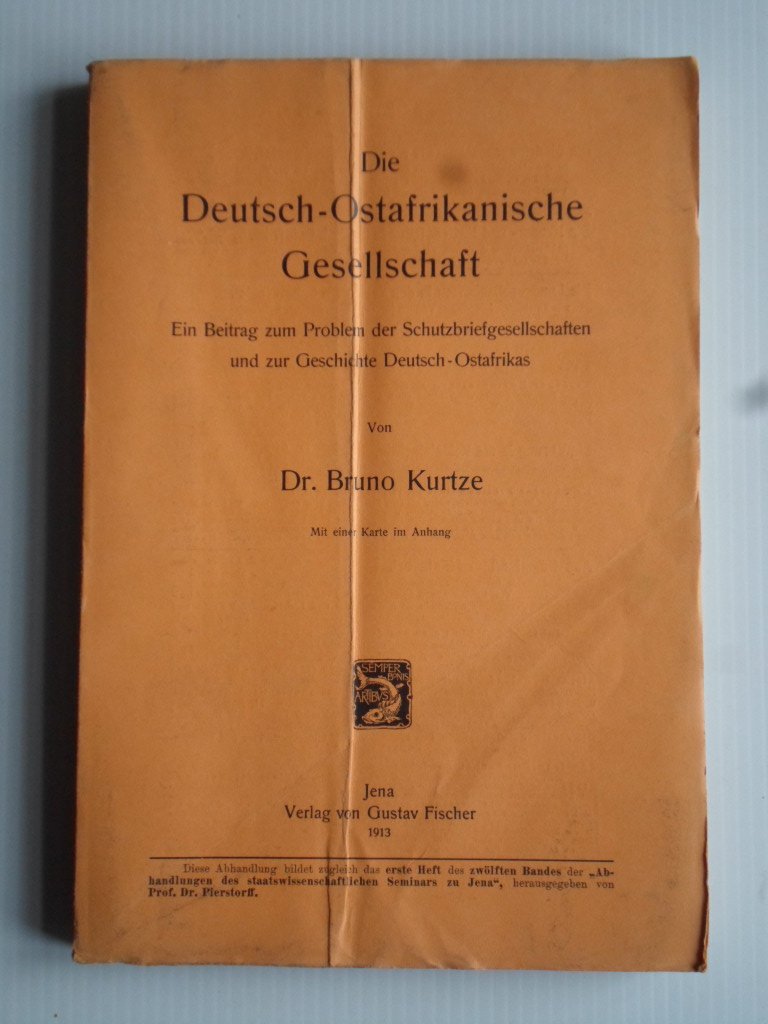 Die
Deutsch-Ostafrikanische
Gesellschaft
Ein Beitrag zum Problem der Schutzbriefgesellschaften
und zur Geschichte Deutsch-Ostafrikas
Von
Dr. Bruno Kurtze
Mit einer Karte im Anhang
SEMPER
BONIS
ARTIBVS
Jena
Verlag von Gustav Fischer
1913
Diese Abhandlung bildet zugleich das erste Heft des zwölften Bandes der „Ab-
handlungen des staatswissenschaftlichen Seminars zu Jena“, herausgegeben von
Prof. Dr. Pierstorff.